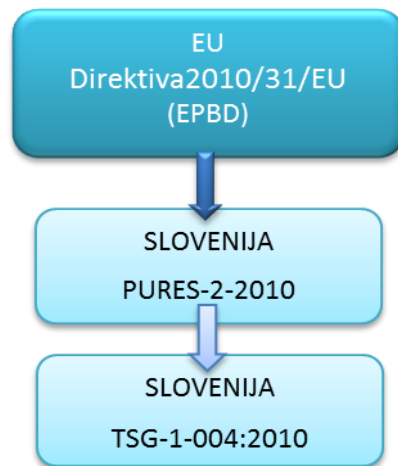 EU
Direktiva2010/31/EU
(EPBD)
SLOVENIJA
PURES-2-2010
SLOVENIJA
TSG-1-004:2010